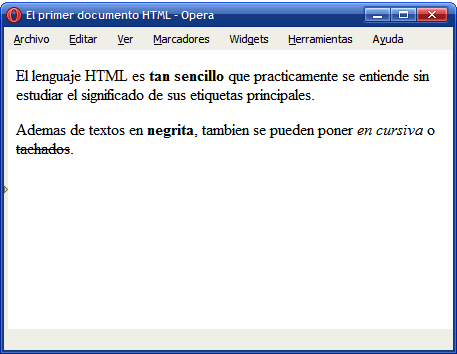 El primer documento HTML - Opera
Archivo Editar Ver Marcadores Widgets Herramientas Ayuda
El lenguaje HTML es tan sencillo que practicamente se entiende sin
estudiar el significado de sus etiquetas principales.
Ademas de textos en negrita, tambien se pueden poner en cursiva o
tachados.